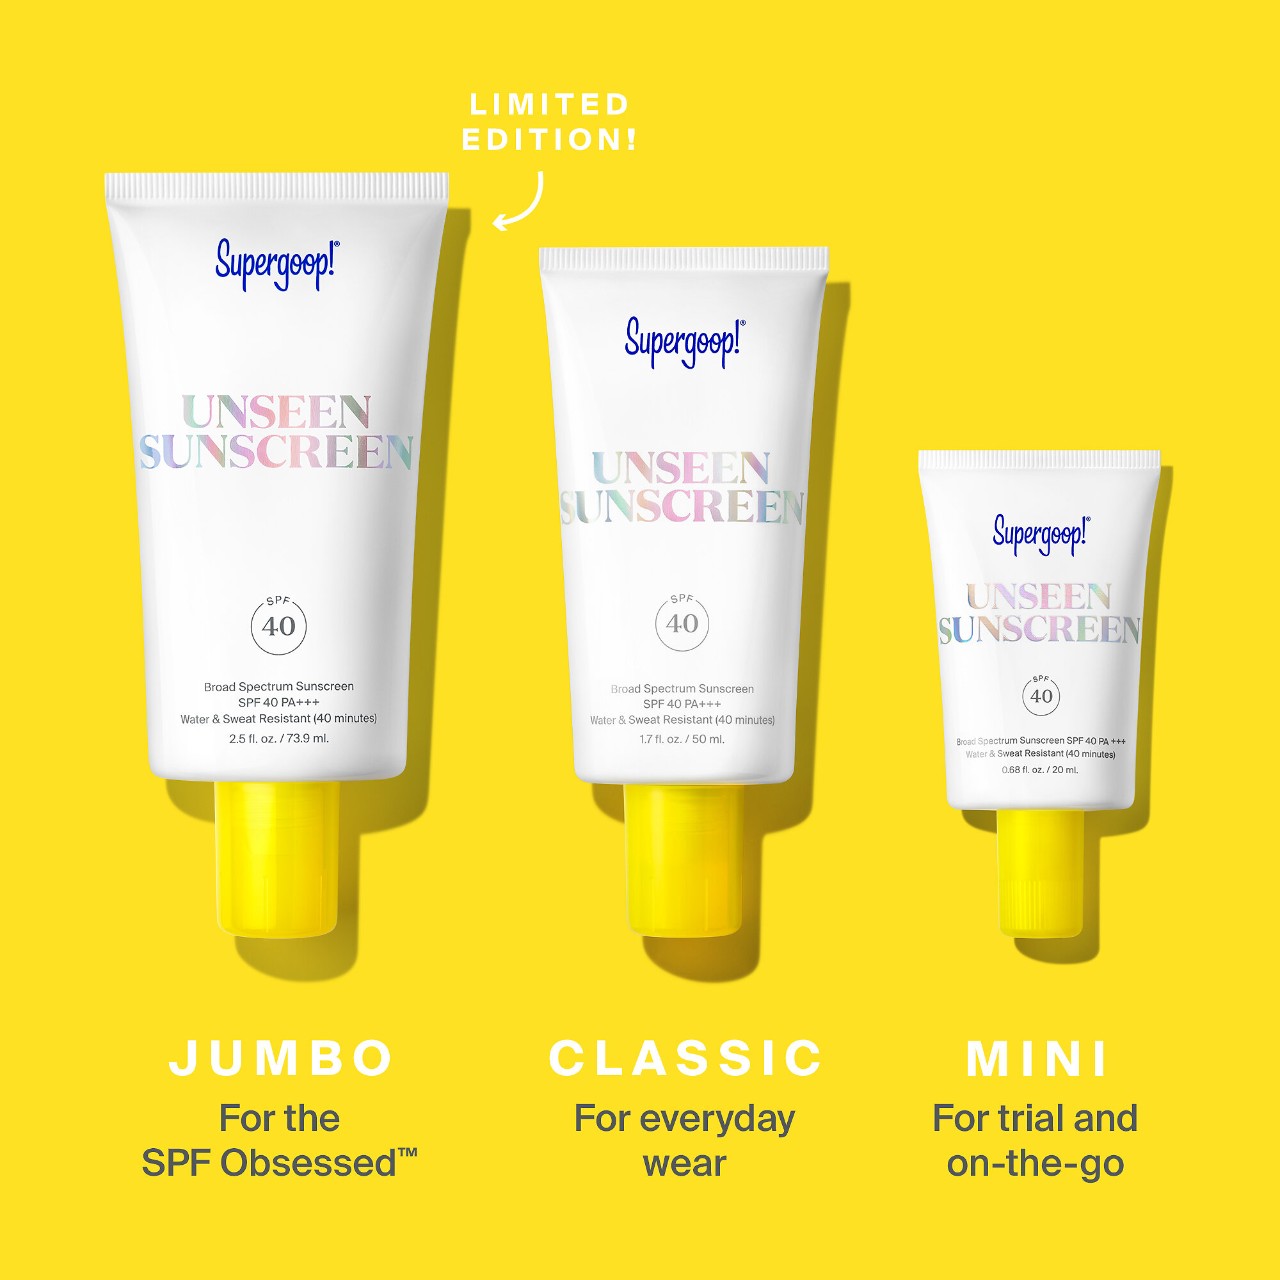 LIMITED
EDITION!
Supergoop!®
UNSEEN
SUNSCREEN
SPF
40
Broad Spectrum Sunscreen
SPF 40 PA+++
Water & Sweat Resistant (40 minutes)
2.5 fl. oz. / 73.9 ml.
Supergoop!®
UNSEEN
SUNSCREEN
SPF
40
Broad Spectrum Sunscreen
SPF 40 PA+++
Water & Sweat Resistant (40 minutes)
1.7 fl. oz. / 50 ml.
Supergoop!®
UNSEEN
SUNSCREEN
SPF
40
Broad Spectrum Sunscreen SPF 40 PA +++
Water & Sweat Resistant (40 minutes)
0.68 fl. oz. / 20 ml.
JUMBO
For the
SPF Obsessed™
CLASSIC
For everyday
wear
MINI
For trial and
on-the-go